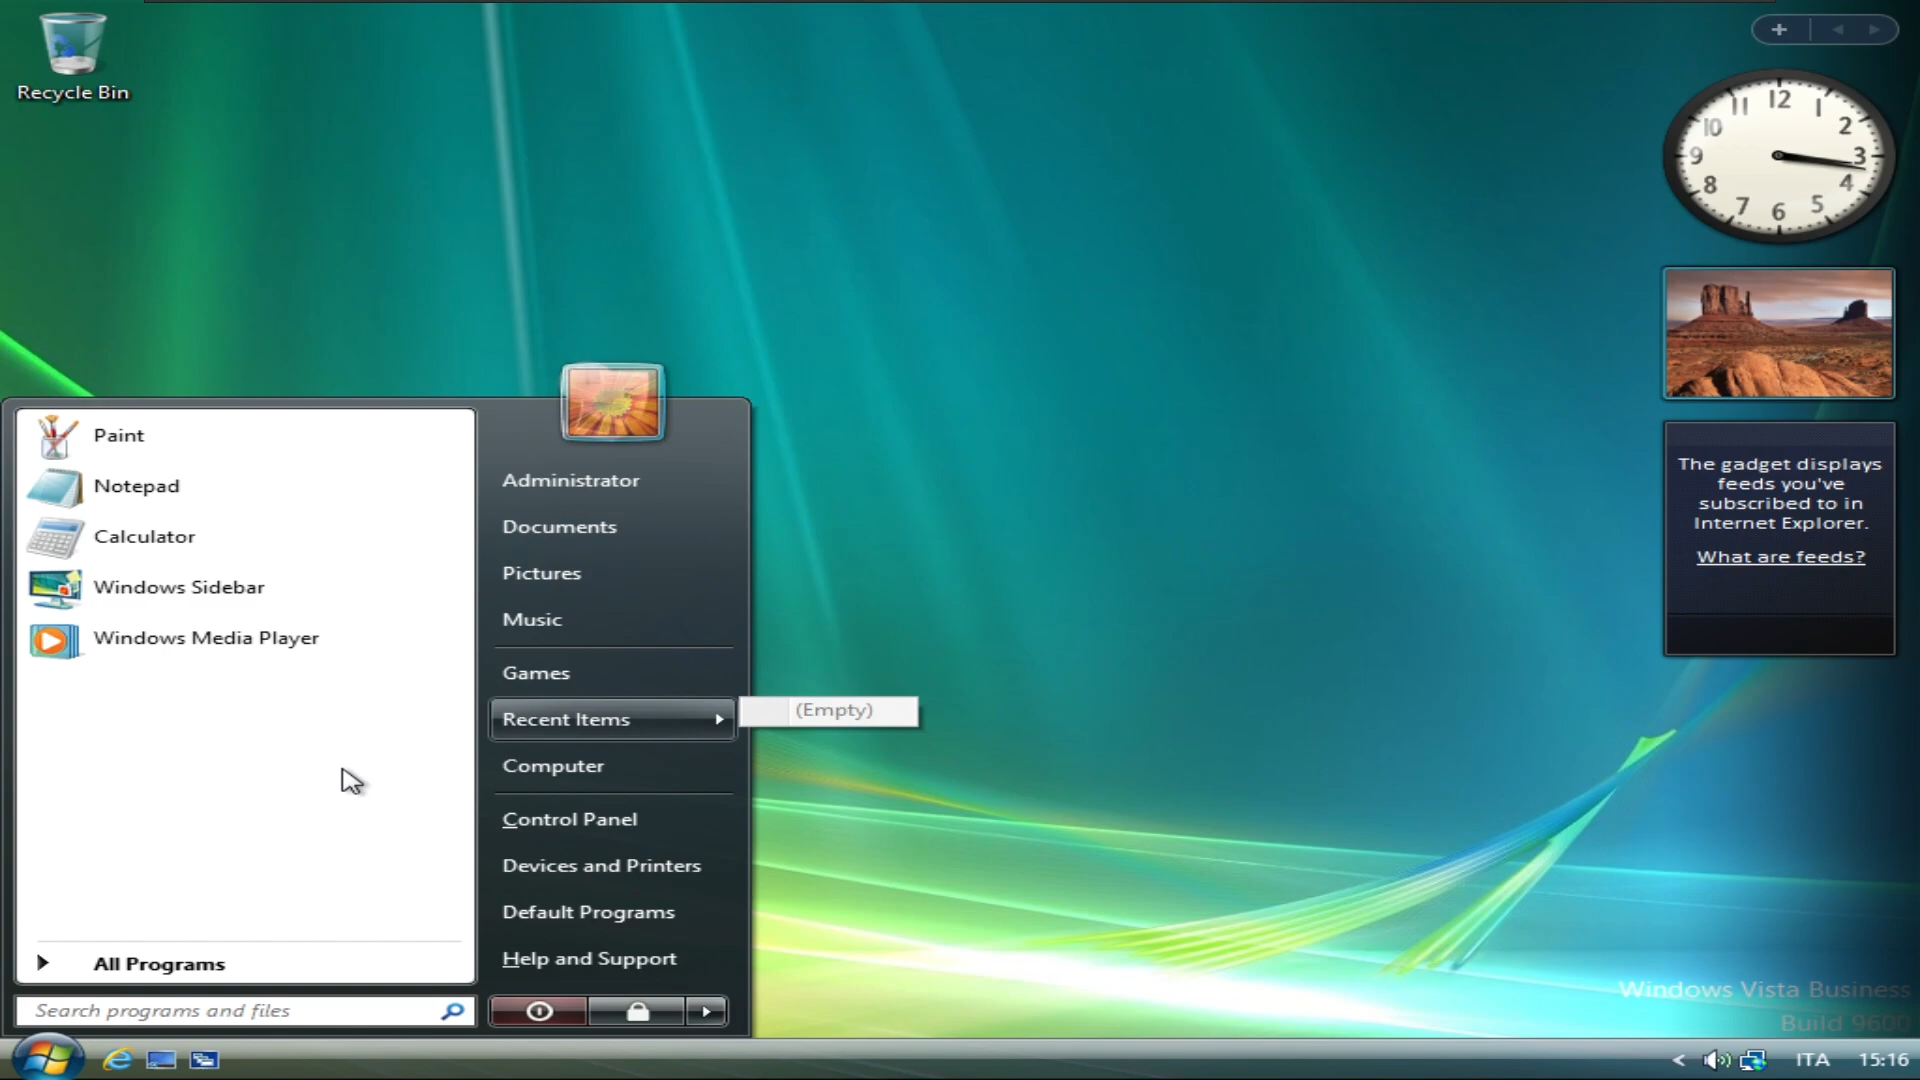 Recycle Bin
12
11
1
10
2
9
3
8
4
7
5
6
Paint
Notepad
Calculator
Windows Sidebar
Windows Media Player
All Programs
Search programs and files
Administrator
Documents
Pictures
Music
Games
Recent Items
(Empty)
Computer
Control Panel
Devices and Printers
Default Programs
Help and Support
The gadget displays
feeds you've
subscribed to in
Internet Explorer.
What are feeds?
Windows Vista Business
Build 9600
ITA
15:16